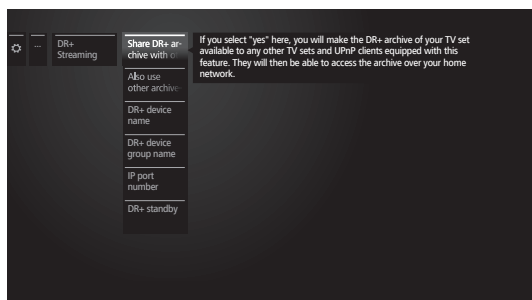 ...
DR+
Streaming
Share DR+ ar-
chive with
Also use
other archive
DR+ device
name
DR+ device
group name
IP port
number
DR+ standby
If you select "yes" here, you will make the DR+ archive of your TV set
available to any other TV sets and UPnP clients equipped with this
feature. They will then be able to access the archive over your home
network.